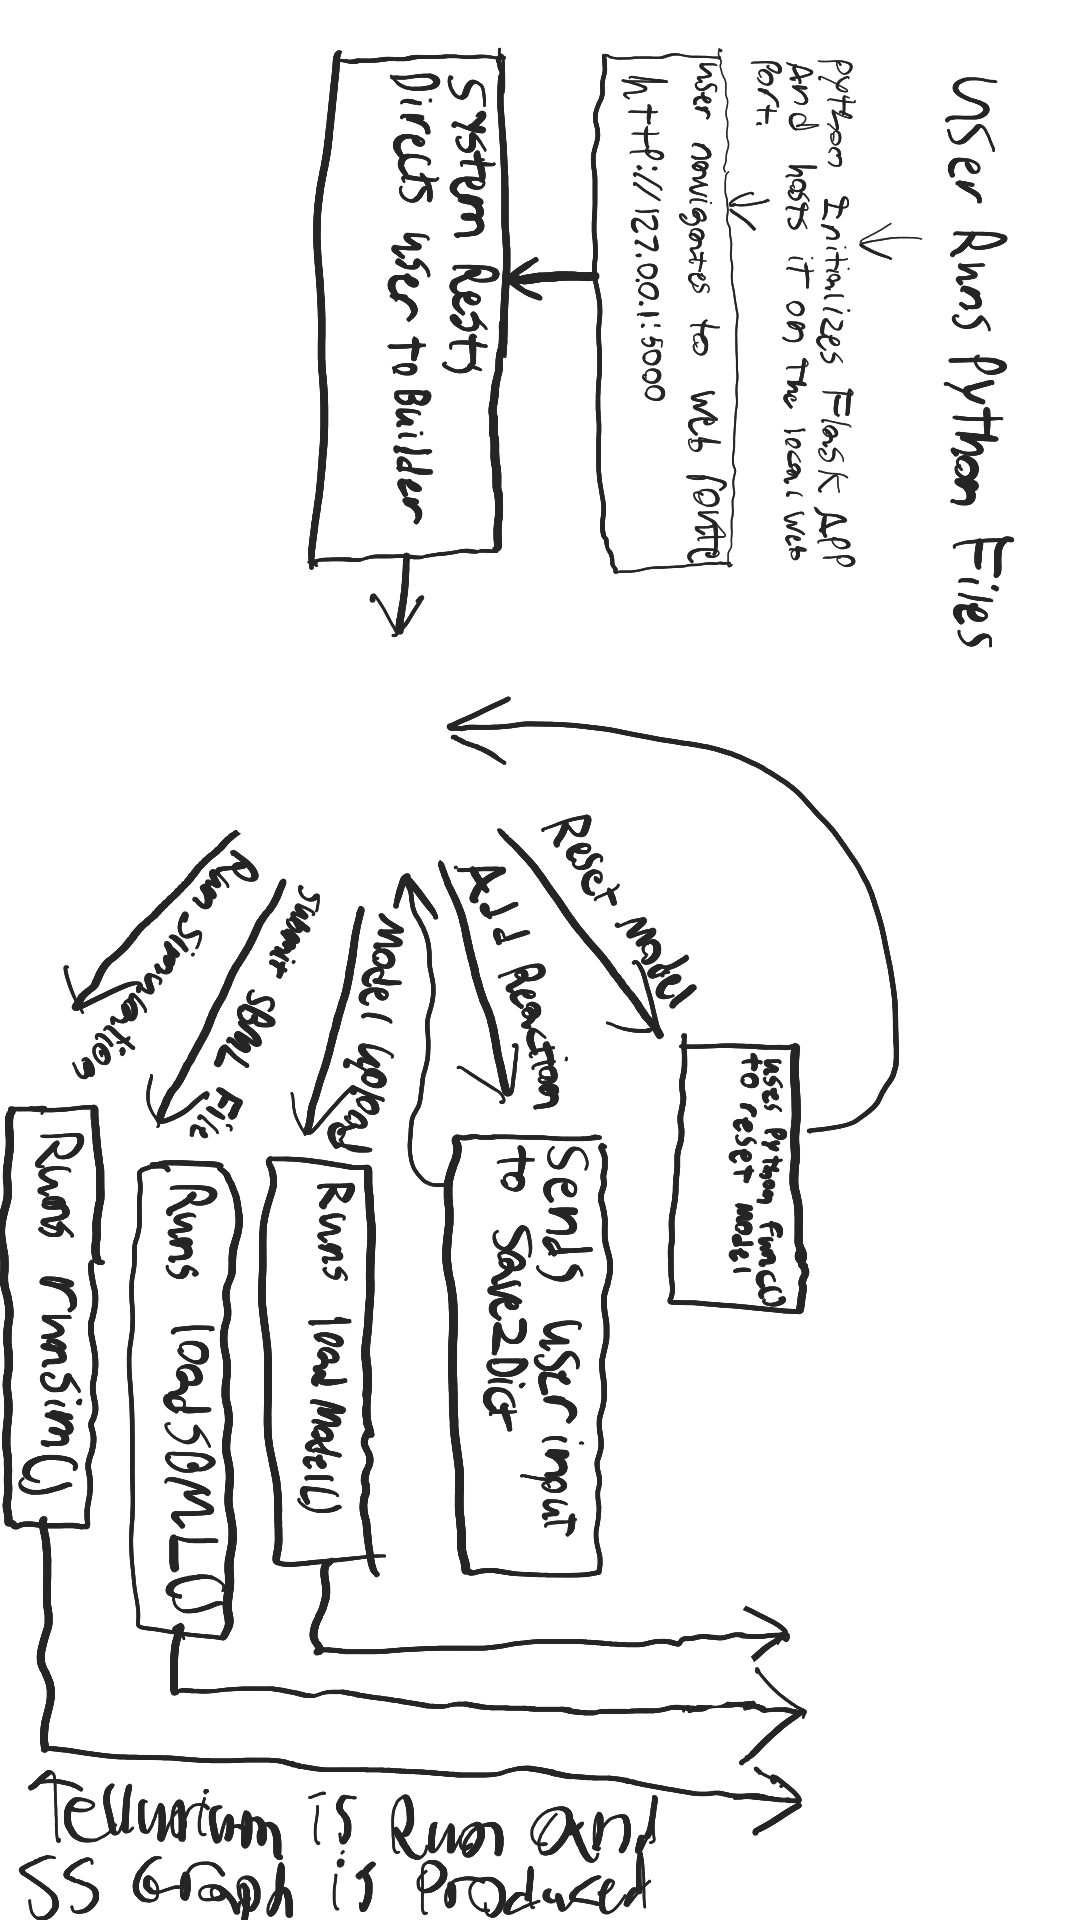 User Runs Python Files
Python Initializes Flask APP
And hosts it on the local web
Port
User navigates to web Ponte
http://127.0.0.1:5000
System Rest)
Directs user to Builder
Reset Model
Uses Python func()
to reset model
Add Reaction
Sends user input
to Save2Dict
Model Upload
Runs loadModel()
Submit SBML File
Runs loadSBML()
Run Simulation
Runs runSim()
Tellurium is Run And
SS Graph is Produced